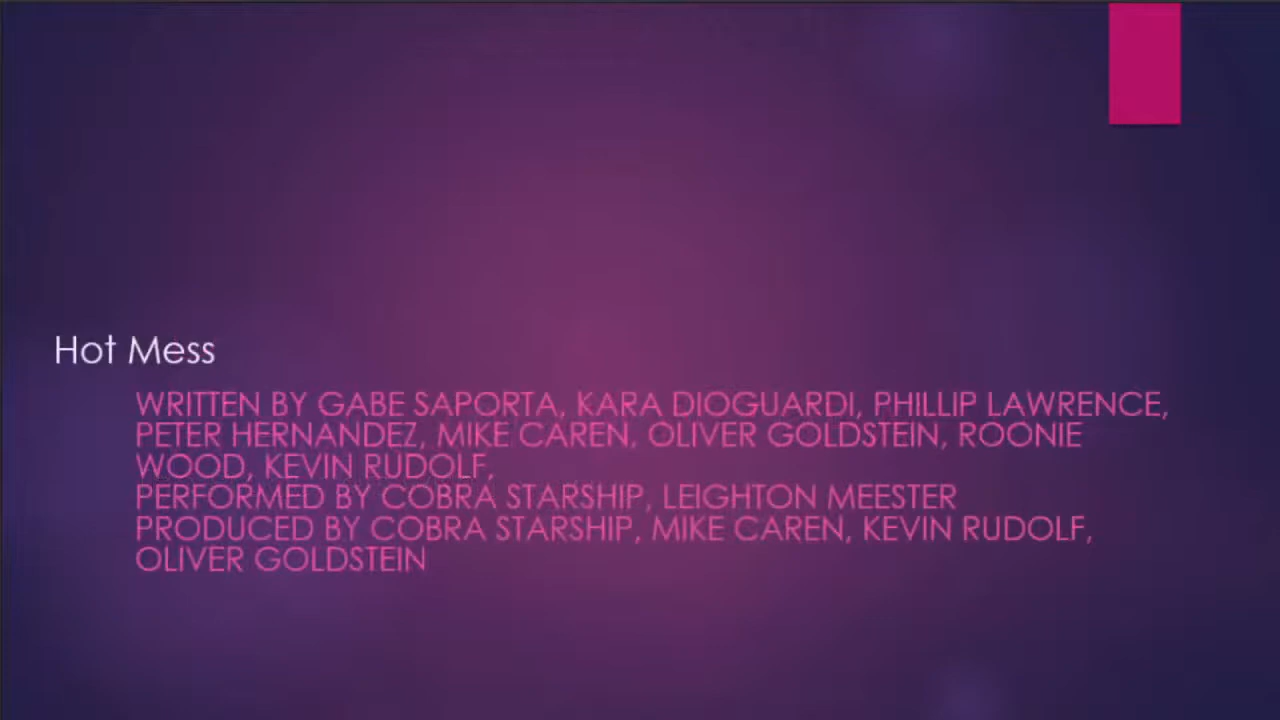 Hot Mess
WRITTEN BY GABE SAPORTA, KARA DIOGUARDI, PHILLIP LAWRENCE,
PETER HERNANDEZ, MIKE CAREN, OLIVER GOLDSTEIN, ROONIE
WOOD, KEVIN RUDOLF,
PERFORMED BY COBRA STARSHIP, LEIGHTON MEESTER
PRODUCED BY COBRA STARSHIP, MIKE CAREN, KEVIN RUDOLF,
OLIVER GOLDSTEIN